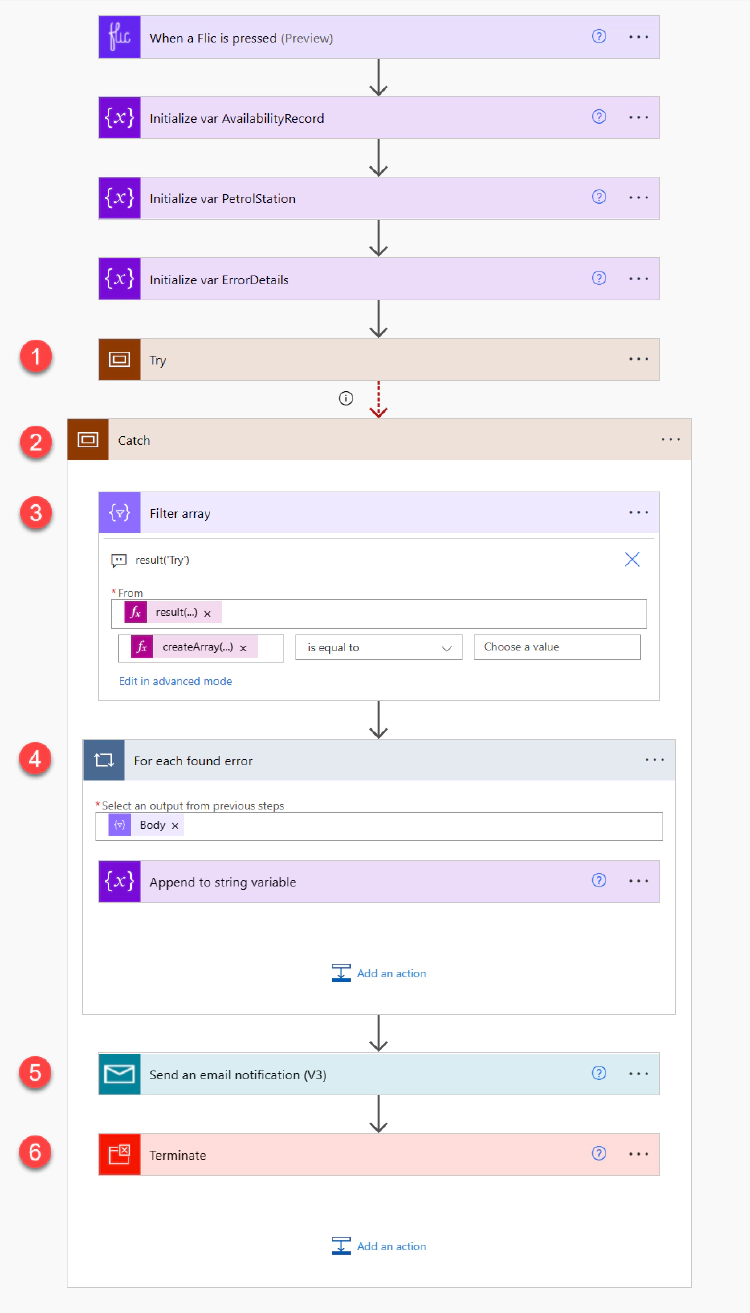 flic When a Flic is pressed (Preview)
{x} Initialize var AvailabilityRecord
{x} Initialize var PetrolStation
{x} Initialize var ErrorDetails
1 Try
2 Catch
3 Filter array
result('Try')
* From
fx result(...) ×
fx createArray(...) × is equal to Choose a value
Edit in advanced mode
4 For each found error
* Select an output from previous steps
Body ×
{x} Append to string variable
Add an action
5 Send an email notification (V3)
6 Terminate
Add an action